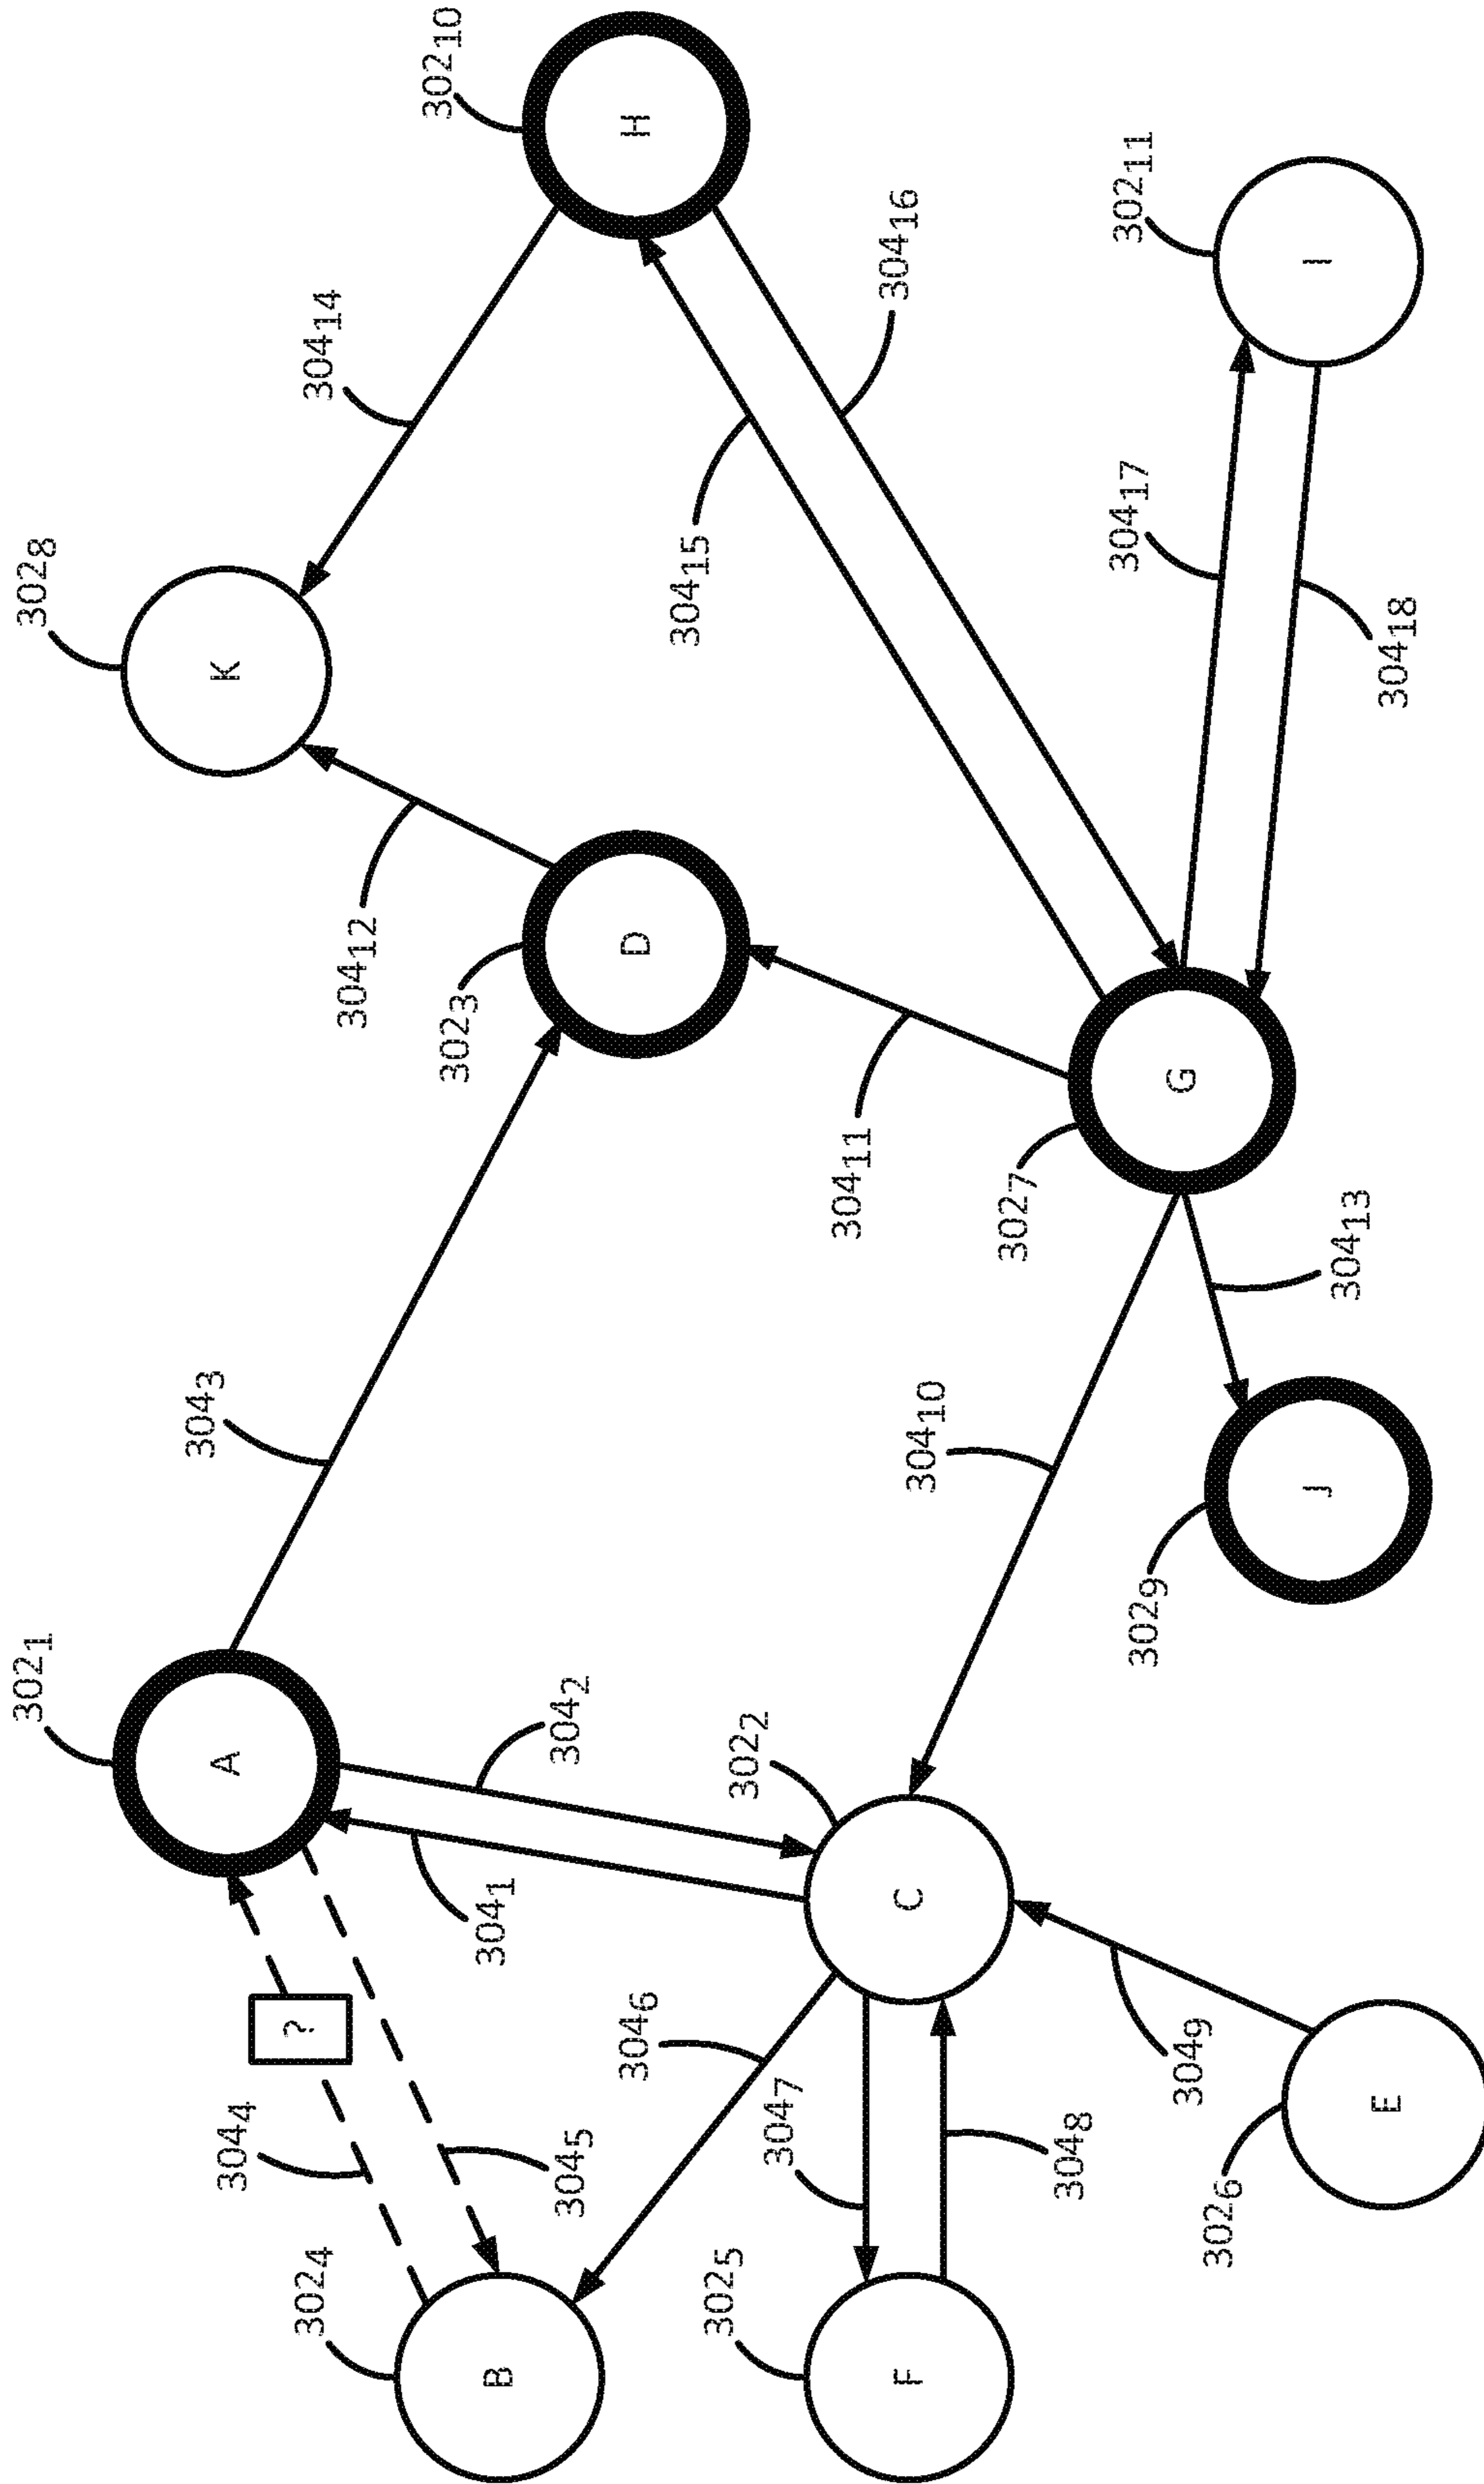 302₁
302₈
A
K
304₃
304₄
?
302₄
304₁₄
304₁₂
302₁₀
302₃
304₁
B
304₂
304₅
304₆
D
H
304₁₅
302₅
302₂
304₇
304₁₁
304₁₆
F
C
304₁₀
302₇
304₈
304₁₇
302₁₁
302₉
G
304₉
302₆
J
I
304₁₃
E
304₁₈